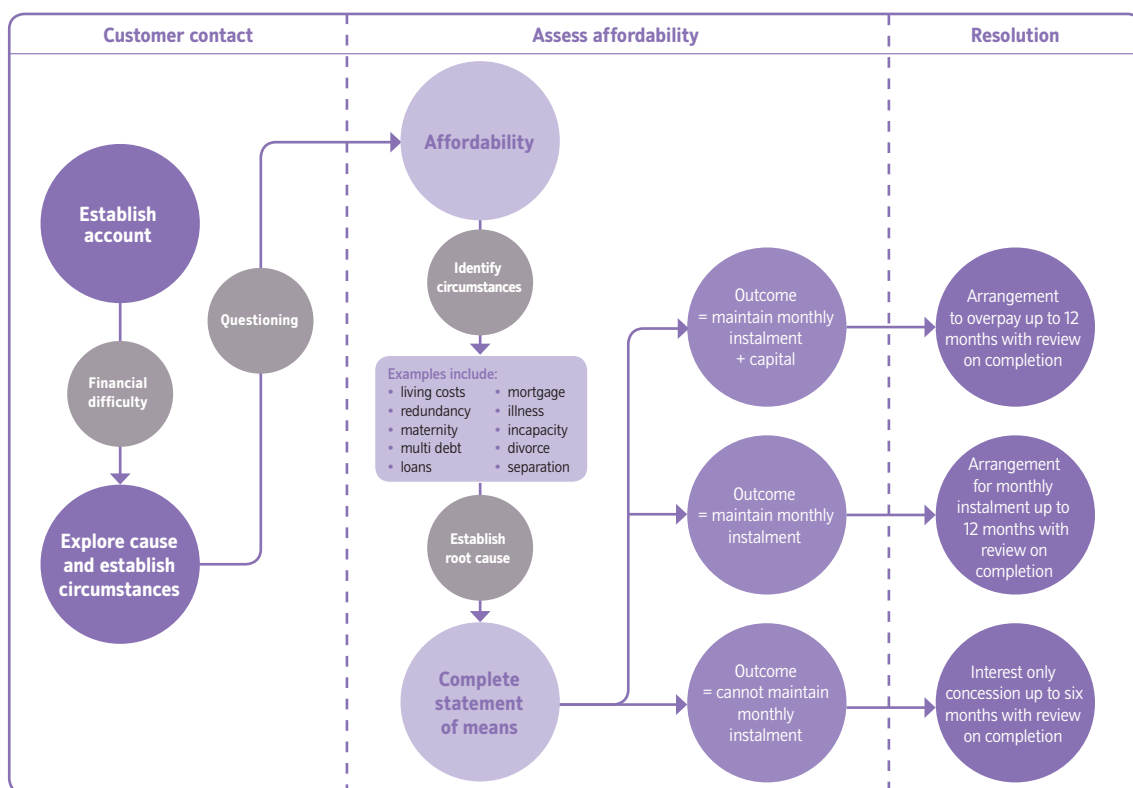 Customer contact
Assess affordability
Resolution
Establish
account
Financial
difficulty
Explore cause
and establish
circumstances
Questioning
Affordability
Identify
circumstances
Examples include:
• living costs
• redundancy
• maternity
• multi debt
• loans
• mortgage
• illness
• incapacity
• divorce
• separation
Establish
root cause
Complete
statement
of means
Outcome
= maintain monthly
instalment
+ capital
Arrangement
to overpay up to 12
months with review
on completion
Outcome
= maintain monthly
instalment
Arrangement
for monthly
instalment up to
12 months with
review on
completion
Outcome
= cannot maintain
monthly
instalment
Interest only
concession up to six
months with review
on completion